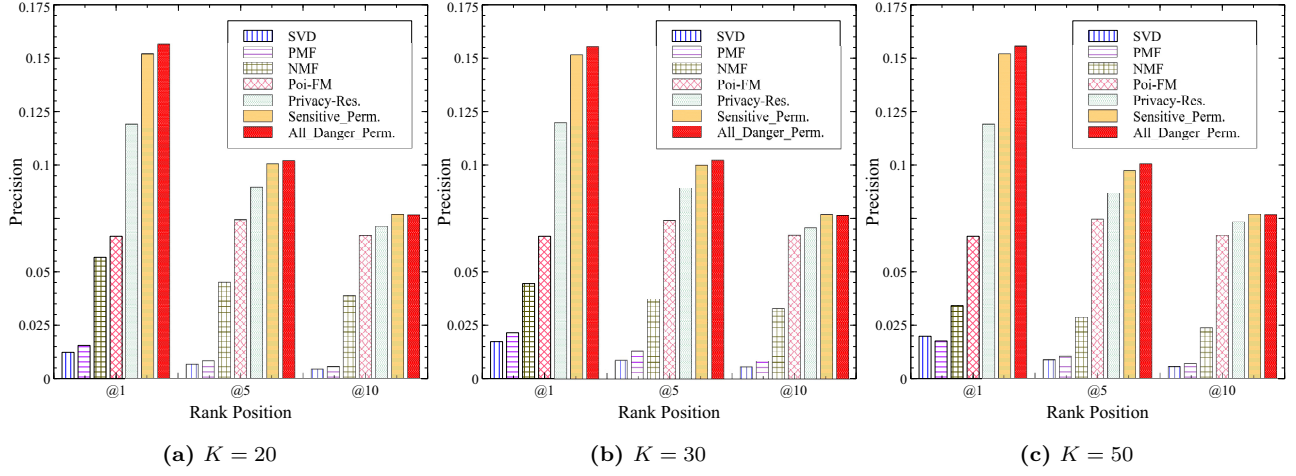 0.175
0.15
0.125
0.1
0.05
0.025
0
Precision
SVD
PMF
NMF
Poi-FM
Privacy-Res.
Sensitive_Perm.
All_Danger_Perm.
@1 @5 @10
Rank Position
(a) K = 20
0.175
0.15
0.125
0.1
0.05
0.025
0
Precision
SVD
PMF
NMF
Poi-FM
Privacy-Res.
Sensitive_Perm.
All_Danger_Perm.
@1 @5 @10
Rank Position
(b) K = 30
0.175
0.15
0.125
0.1
0.05
0.025
0
Precision
SVD
PMF
NMF
Poi-FM
Privacy-Res.
Sensitive_Perm.
All_Danger_Perm.
@1 @5 @10
Rank Position
(c) K = 50